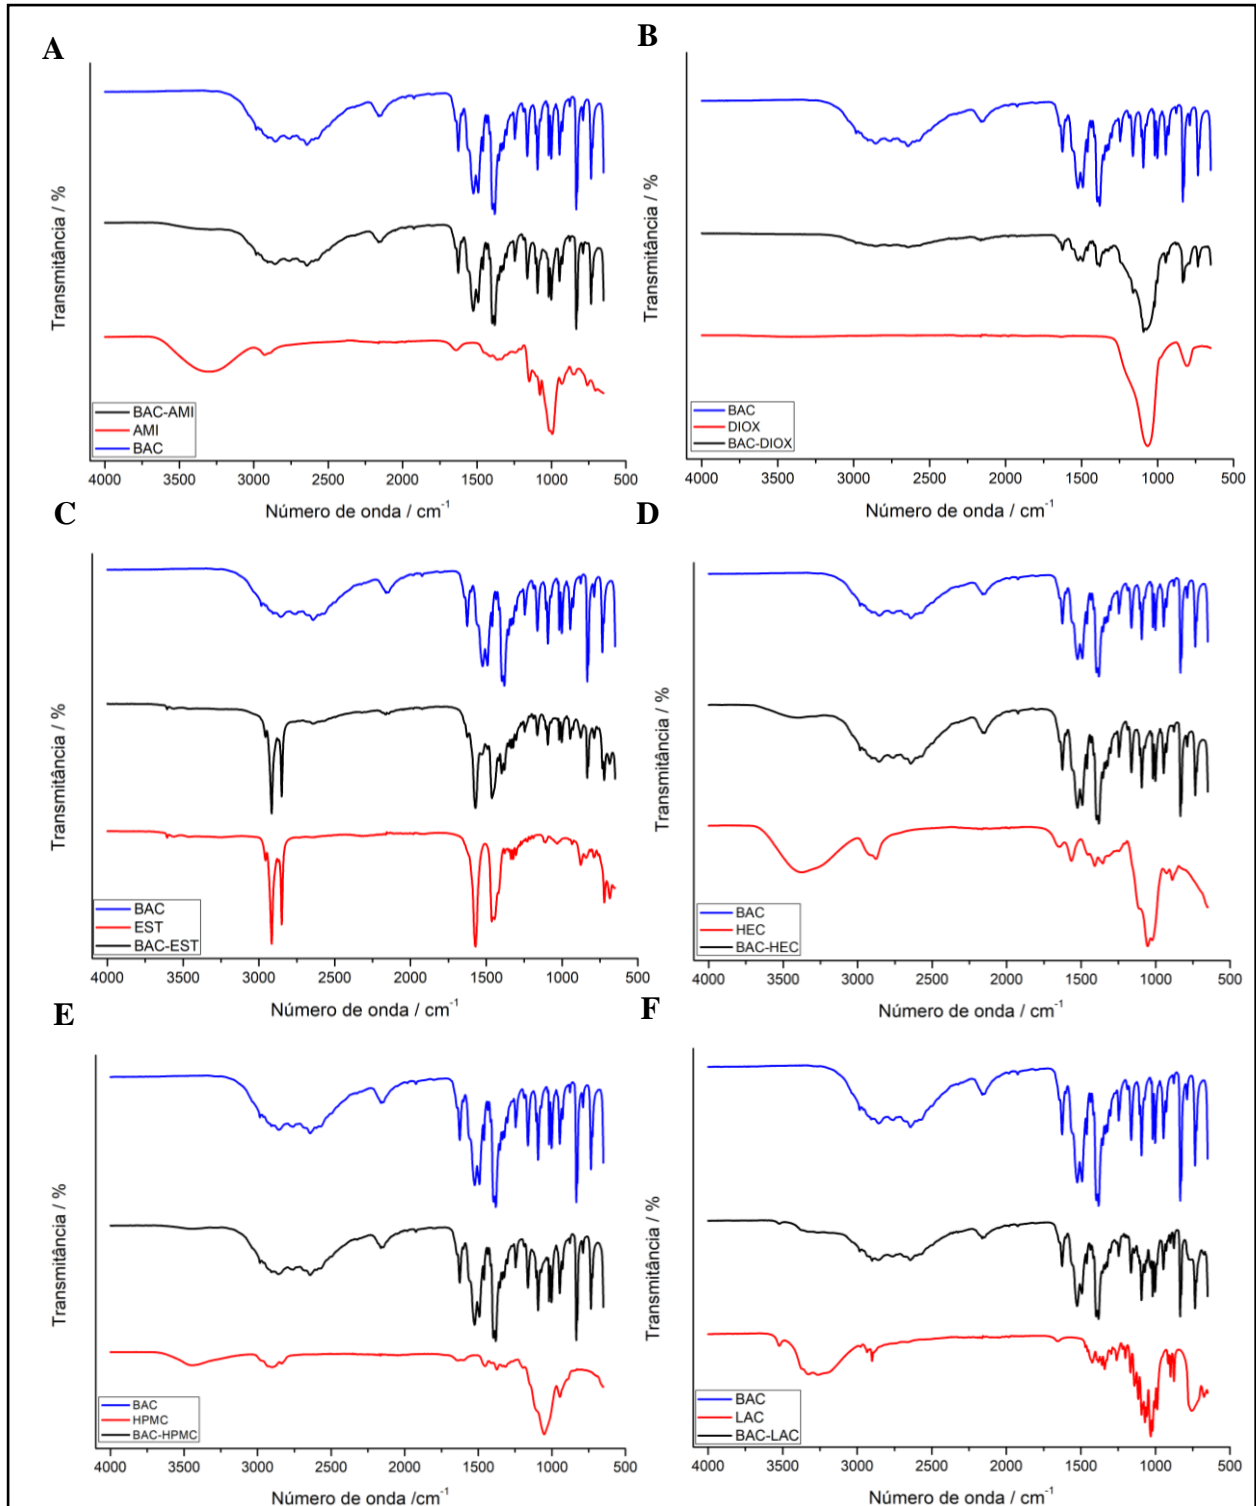 A
Transmitância / %
BAC-AMI
AMI
BAC
4000 3500 3000 2500 2000 1500 1000 500
Número de onda / cm⁻¹
B
Transmitância / %
BAC
DIOX
BAC-DIOX
4000 3500 3000 2500 2000 1500 1000 500
Número de onda / cm⁻¹
C
Transmitância / %
BAC
EST
BAC-EST
4000 3500 3000 2500 2000 1500 1000 500
Número de onda / cm⁻¹
D
Transmitância / %
BAC
HEC
BAC-HEC
4000 3500 3000 2500 2000 1500 1000 500
Número de onda / cm⁻¹
E
Transmitância / %
BAC
HPMC
BAC-HPMC
4000 3500 3000 2500 2000 1500 1000 500
Número de onda /cm⁻¹
F
Transmitância / %
BAC
LAC
BAC-LAC
4000 3500 3000 2500 2000 1500 1000 500
Número de onda / cm⁻¹